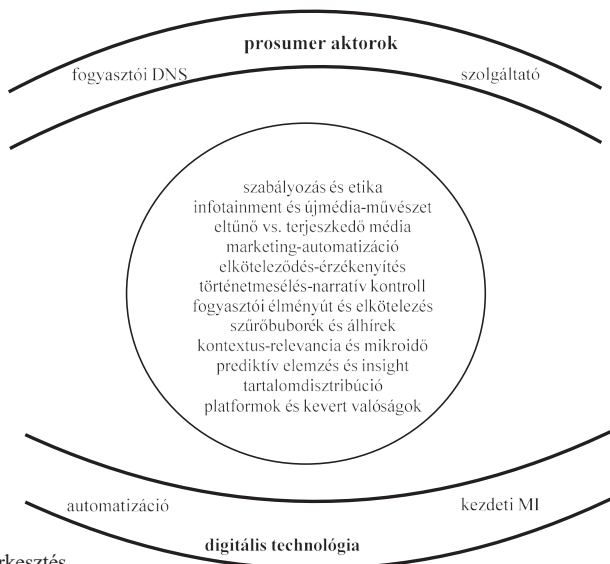 prosumer aktorok
fogyasztói DNS
szolgáltató
szabályozás és etika
infotainment és újmédia-művészet
eltűnő vs. terjeszkedő média
marketing-automatizáció
elköteleződés-érzékenyítés
történetmesélés-narratív kontroll
fogyasztói élményút és elkötelezés
szűrőbuborék és álhírek
kontextus-relevancia és mikroidő
prediktív elemzés és insight
tartalomdisztribúció
platformok és kevert valóságok
automatizáció
kezdeti MI
digitális technológia